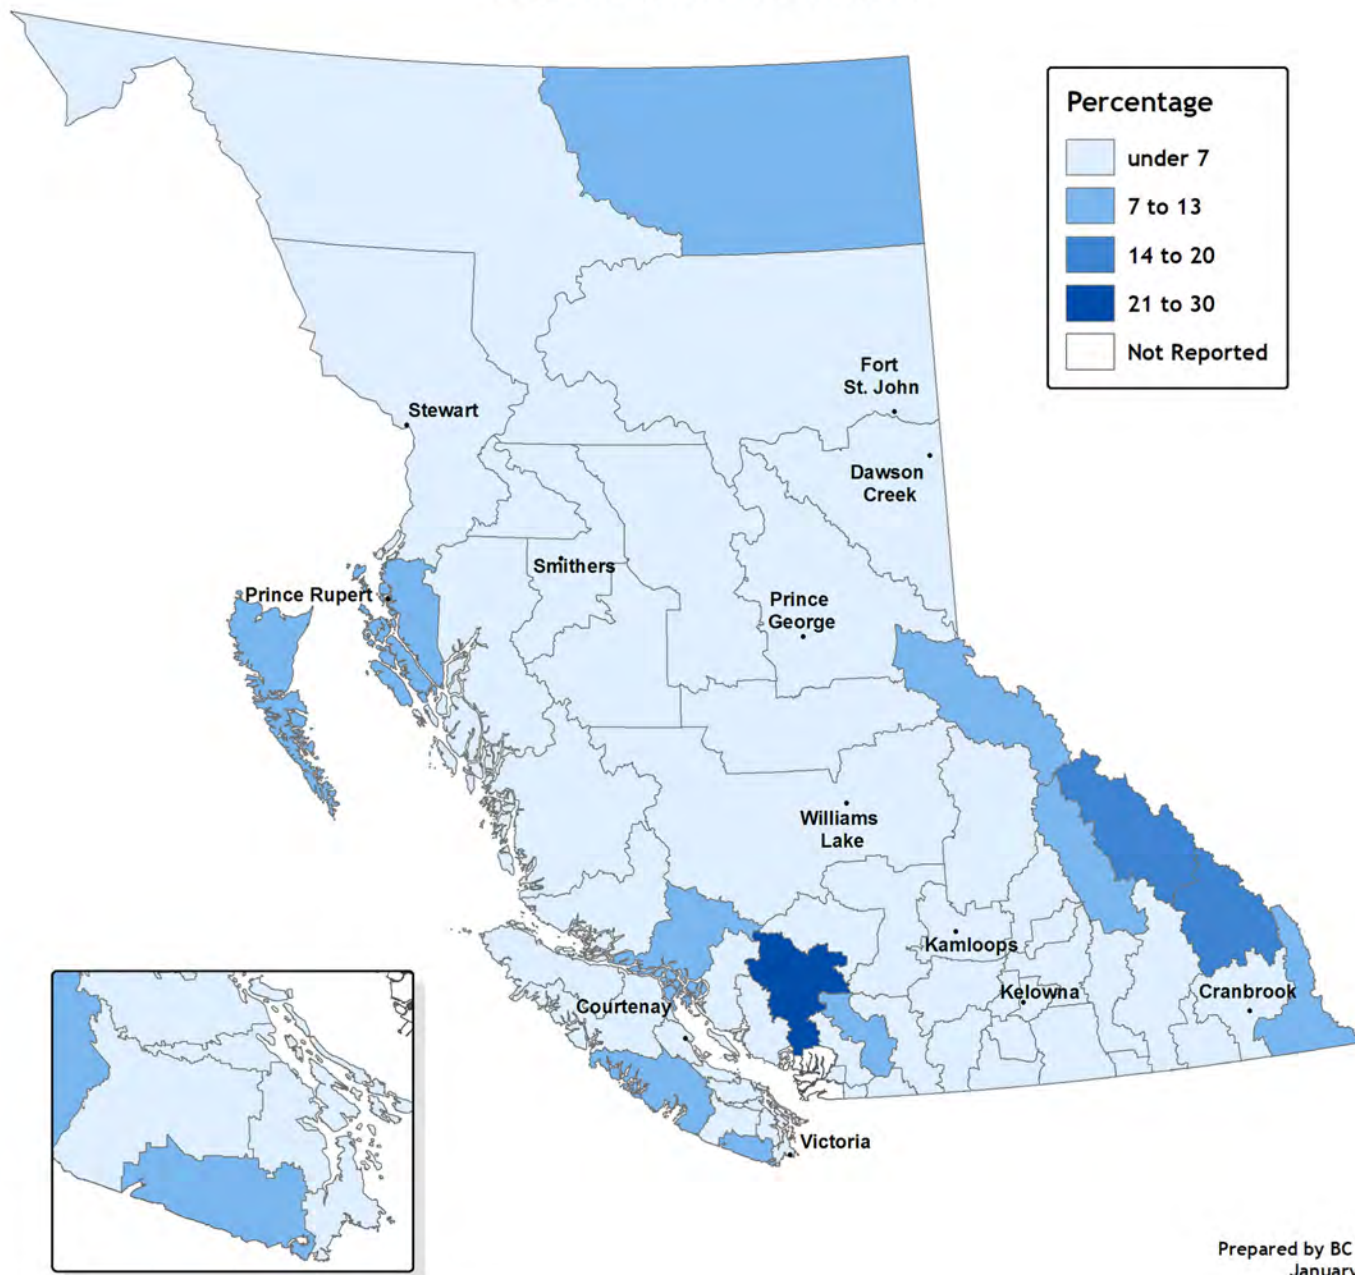 Percentage
under 7
7 to 13
14 to 20
21 to 30
Not Reported
Fort
St. John
Stewart
Dawson
Creek
Smithers
Prince Rupert
Prince
George
Williams
Lake
Kamloops
Kelowna
Cranbrook
Courtenay
Victoria
Prepared by BC
January